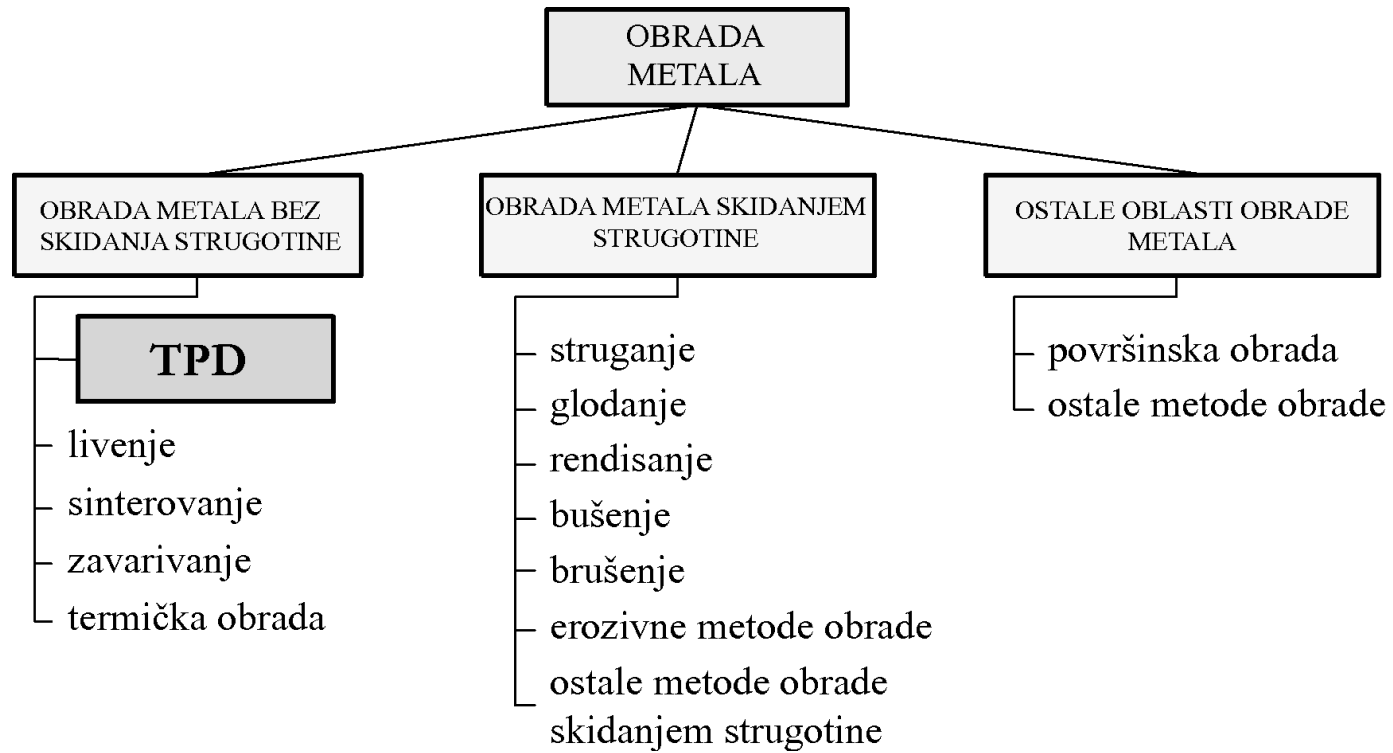 OBRADA
METALA
OBRADA METALA BEZ
SKIDANJA STRUGOTINE
TPD
livenje
sinterovanje
zavarivanje
termička obrada
OBRADA METALA SKIDANJEM
STRUGOTINE
struganje
glodanje
rendisanje
bušenje
brušenje
erozivne metode obrade
ostale metode obrade
skidanjem strugotine
OSTALE OBLASTI OBRADE
METALA
površinska obrada
ostale metode obrade